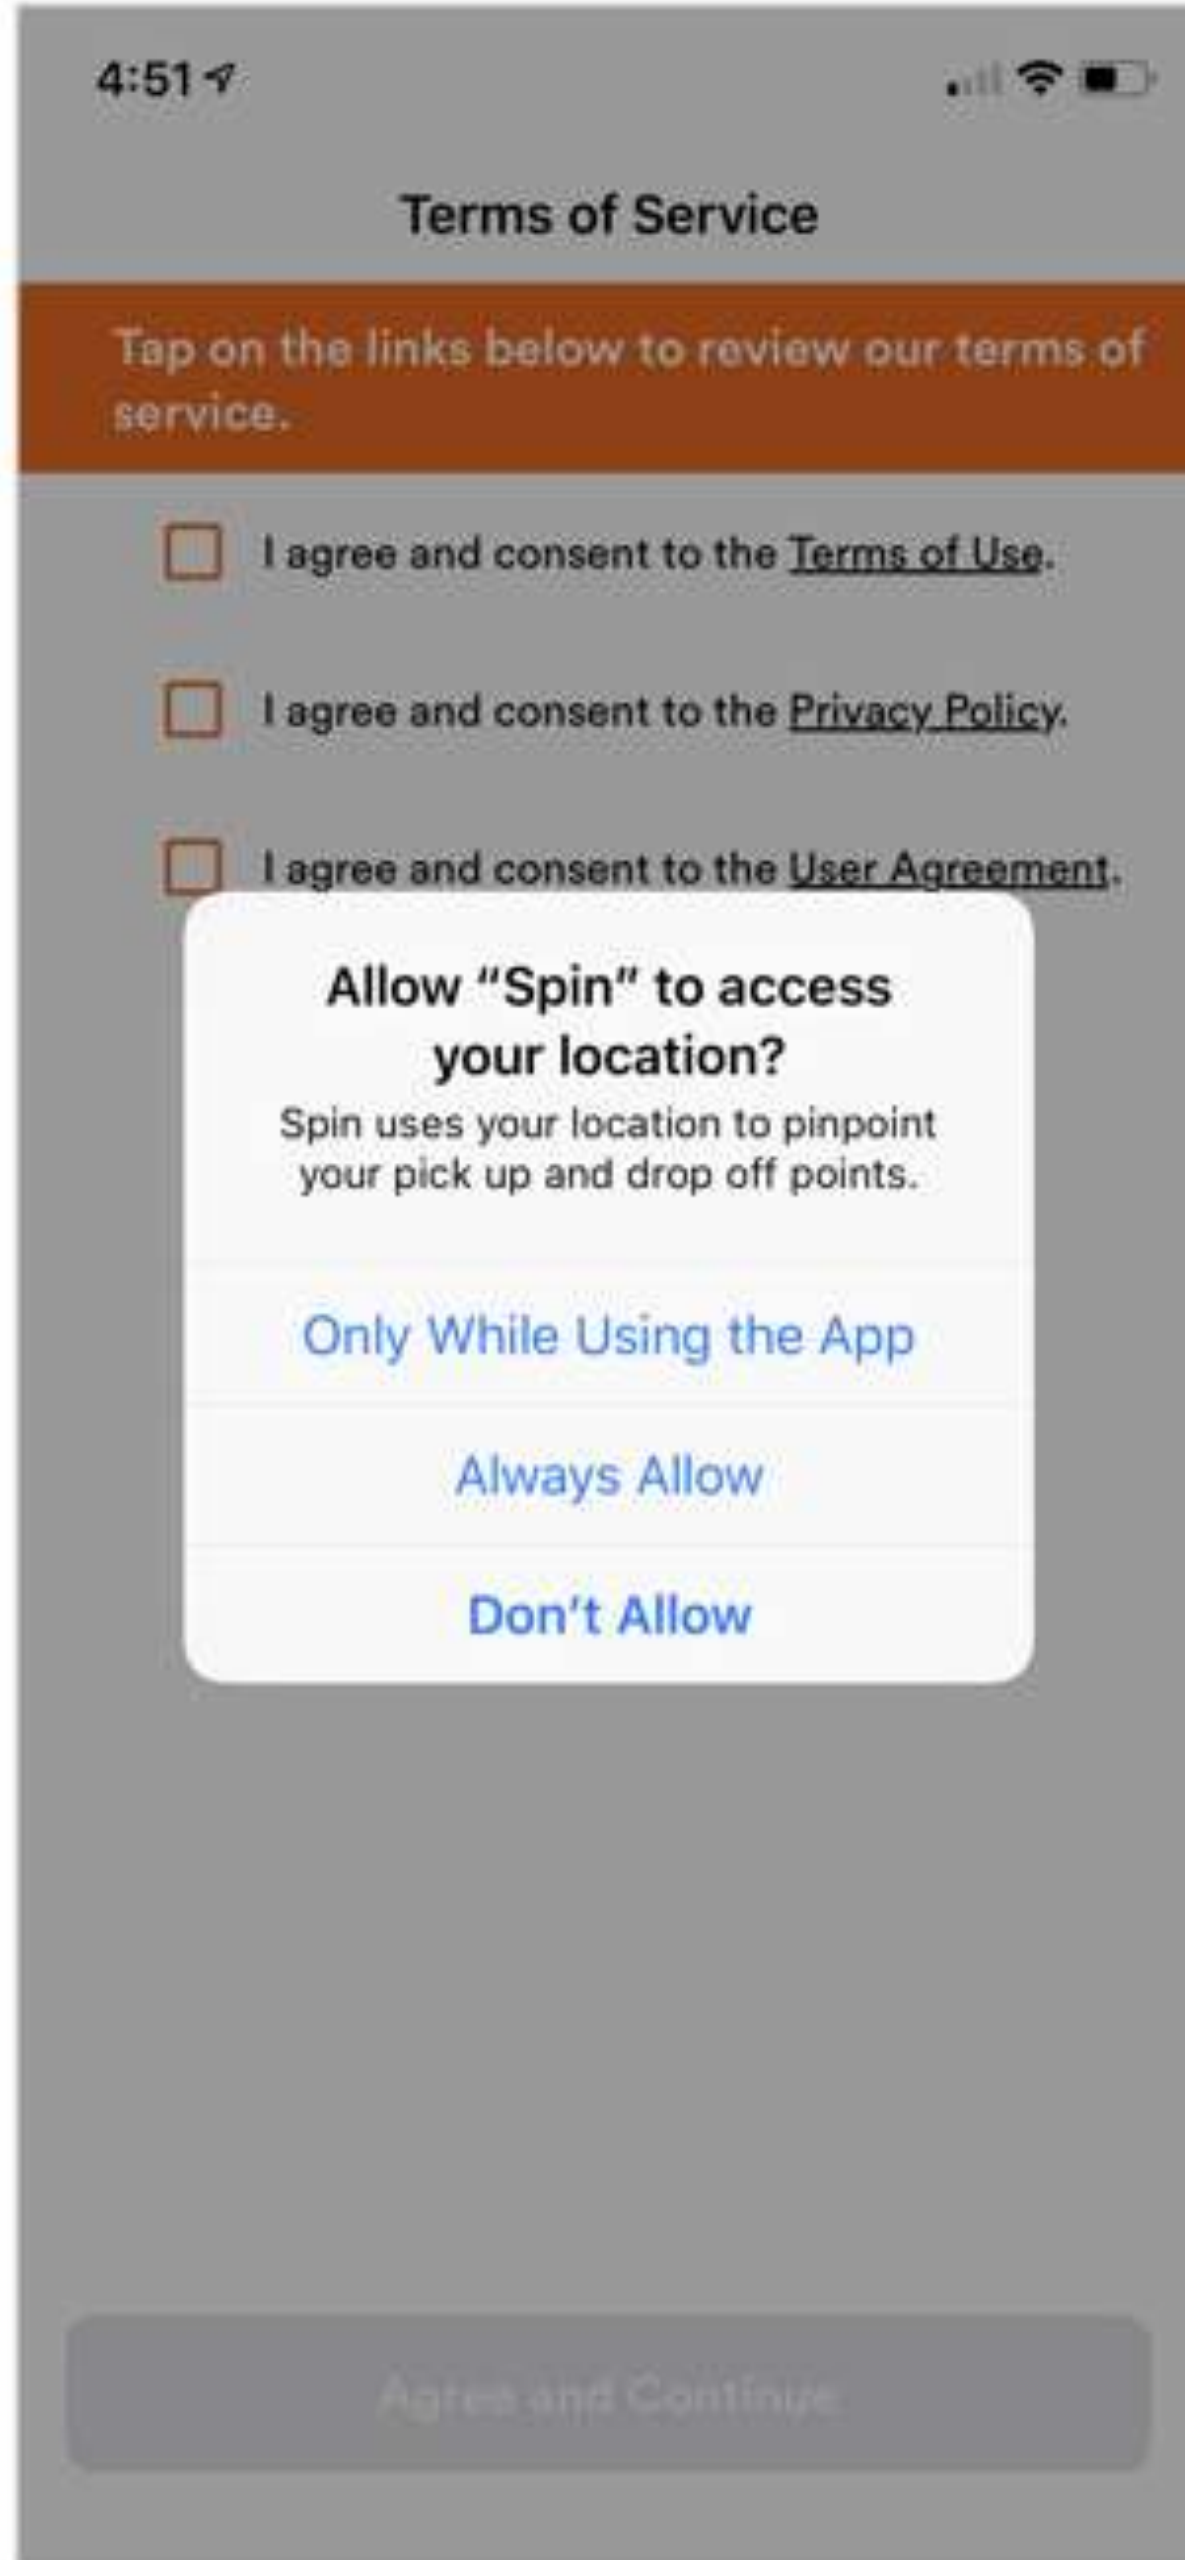 4:51
Terms of Service
Tap on the links below to review our terms of
service.
I agree and consent to the Terms of Use.
I agree and consent to the Privacy Policy.
I agree and consent to the User Agreement.
Allow “Spin” to access
your location?
Spin uses your location to pinpoint
your pick up and drop off points.
Only While Using the App
Always Allow
Don’t Allow
Agree and Continue